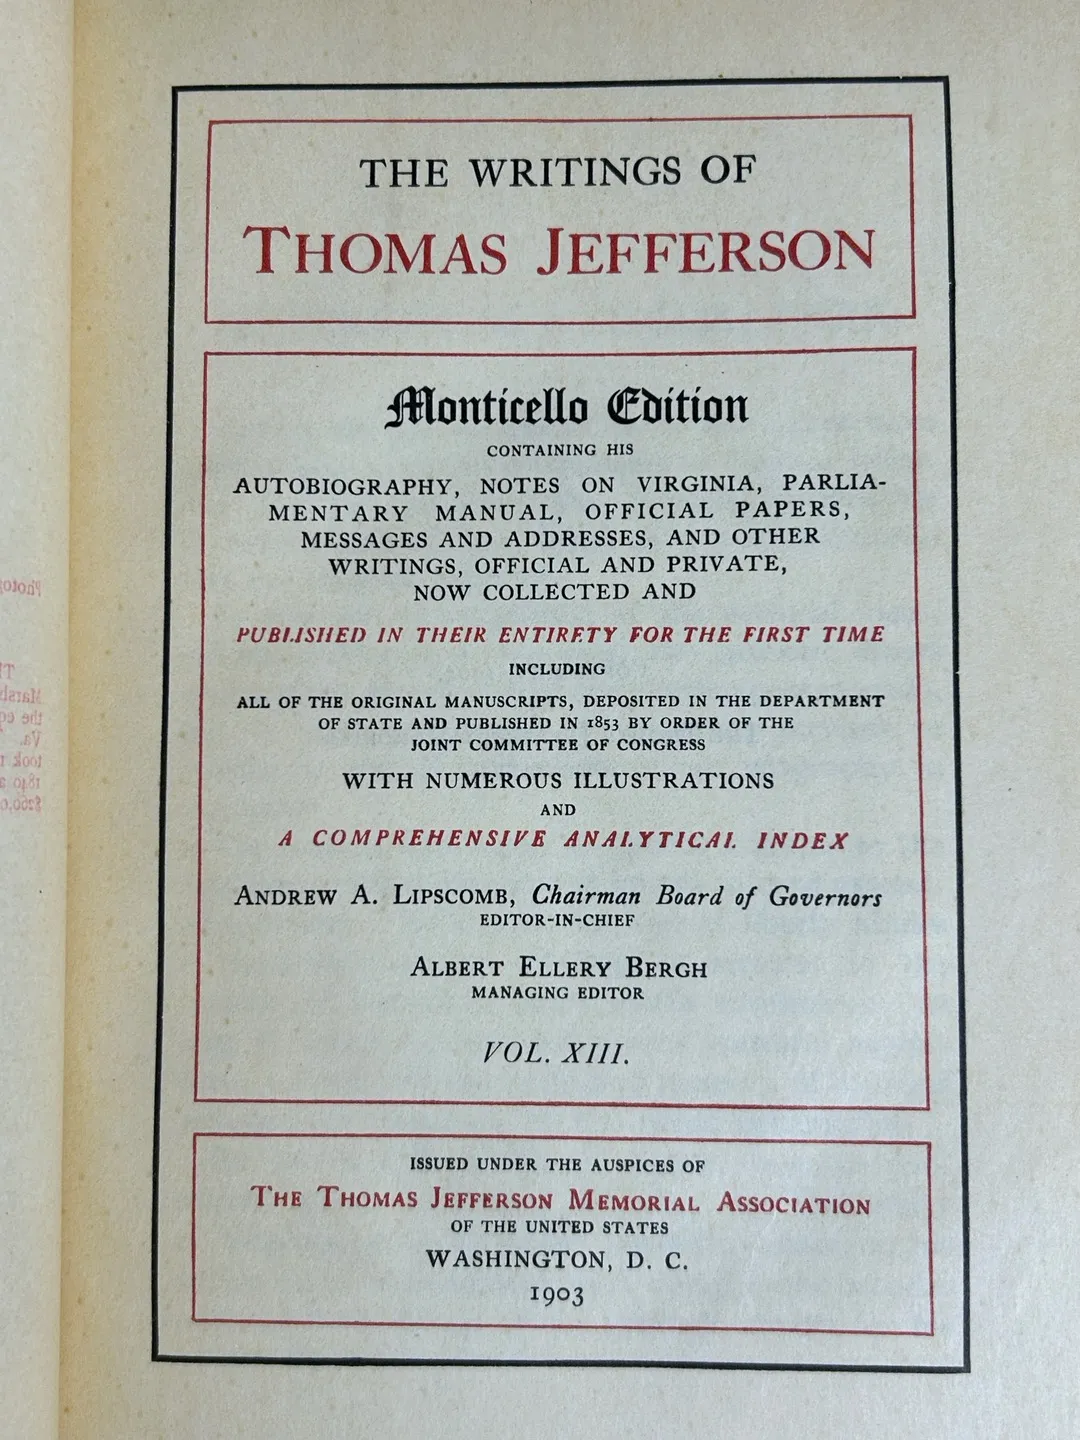 THE WRITINGS OF
THOMAS JEFFERSON
Monticello Edition
CONTAINING HIS
AUTOBIOGRAPHY, NOTES ON VIRGINIA, PARLIA-
MENTARY MANUAL, OFFICIAL PAPERS,
MESSAGES AND ADDRESSES, AND OTHER
WRITINGS, OFFICIAL AND PRIVATE,
NOW COLLECTED AND
PUBLISHED IN THEIR ENTIRETY FOR THE FIRST TIME
INCLUDING
ALL OF THE ORIGINAL MANUSCRIPTS, DEPOSITED IN THE DEPARTMENT
OF STATE AND PUBLISHED IN 1853 BY ORDER OF THE
JOINT COMMITTEE OF CONGRESS
WITH NUMEROUS ILLUSTRATIONS
AND
A COMPREHENSIVE ANALYTICAL INDEX
ANDREW A. LIPSCOMB, Chairman Board of Governors
EDITOR-IN-CHIEF
ALBERT ELLERY BERGH
MANAGING EDITOR
VOL. XIII.
ISSUED UNDER THE AUSPICES OF
THE THOMAS JEFFERSON MEMORIAL ASSOCIATION
OF THE UNITED STATES
WASHINGTON, D. C.
1903